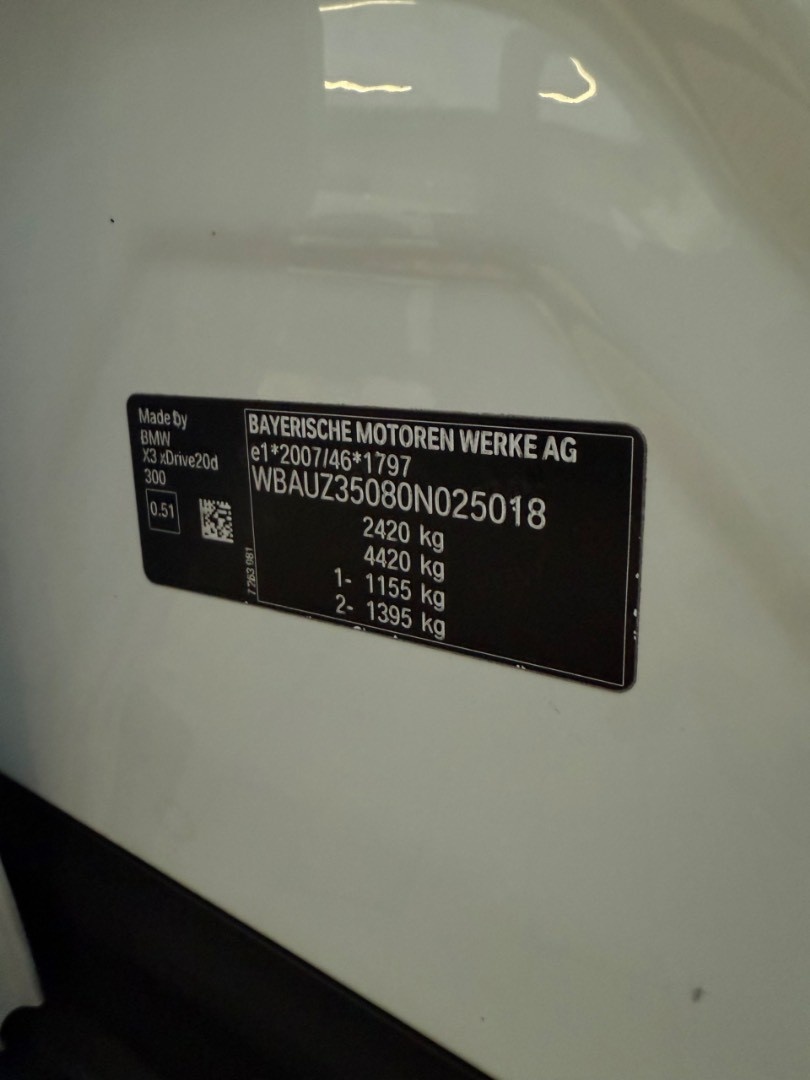 Made by
BMW
X3 xDrive20d
300
0.51
BAYERISCHE MOTOREN WERKE AG
e1*2007/46*1797
WBAUZ35080N025018
2420 kg
4420 kg
1- 1155 kg
2- 1395 kg